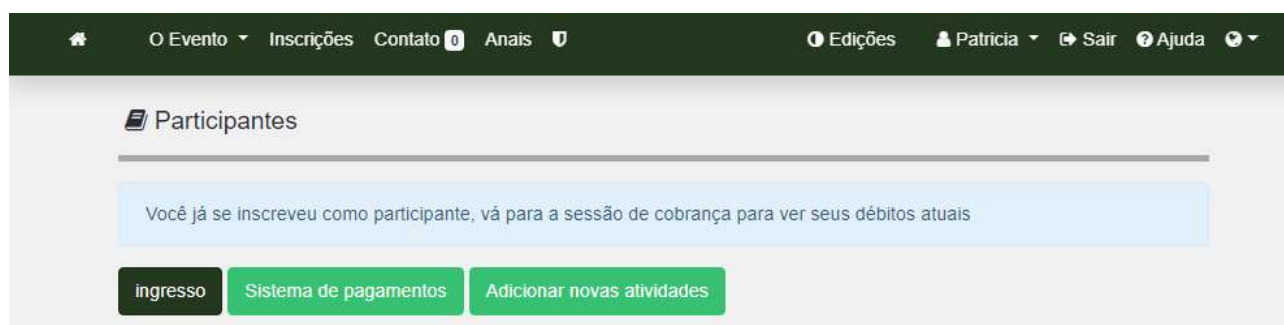 O Evento Inscrições Contato 0 Anais Edições Patricia Sair Ajuda
Participantes
Você já se inscreveu como participante, vá para a sessão de cobrança para ver seus débitos atuais
ingresso Sistema de pagamentos Adicionar novas atividades